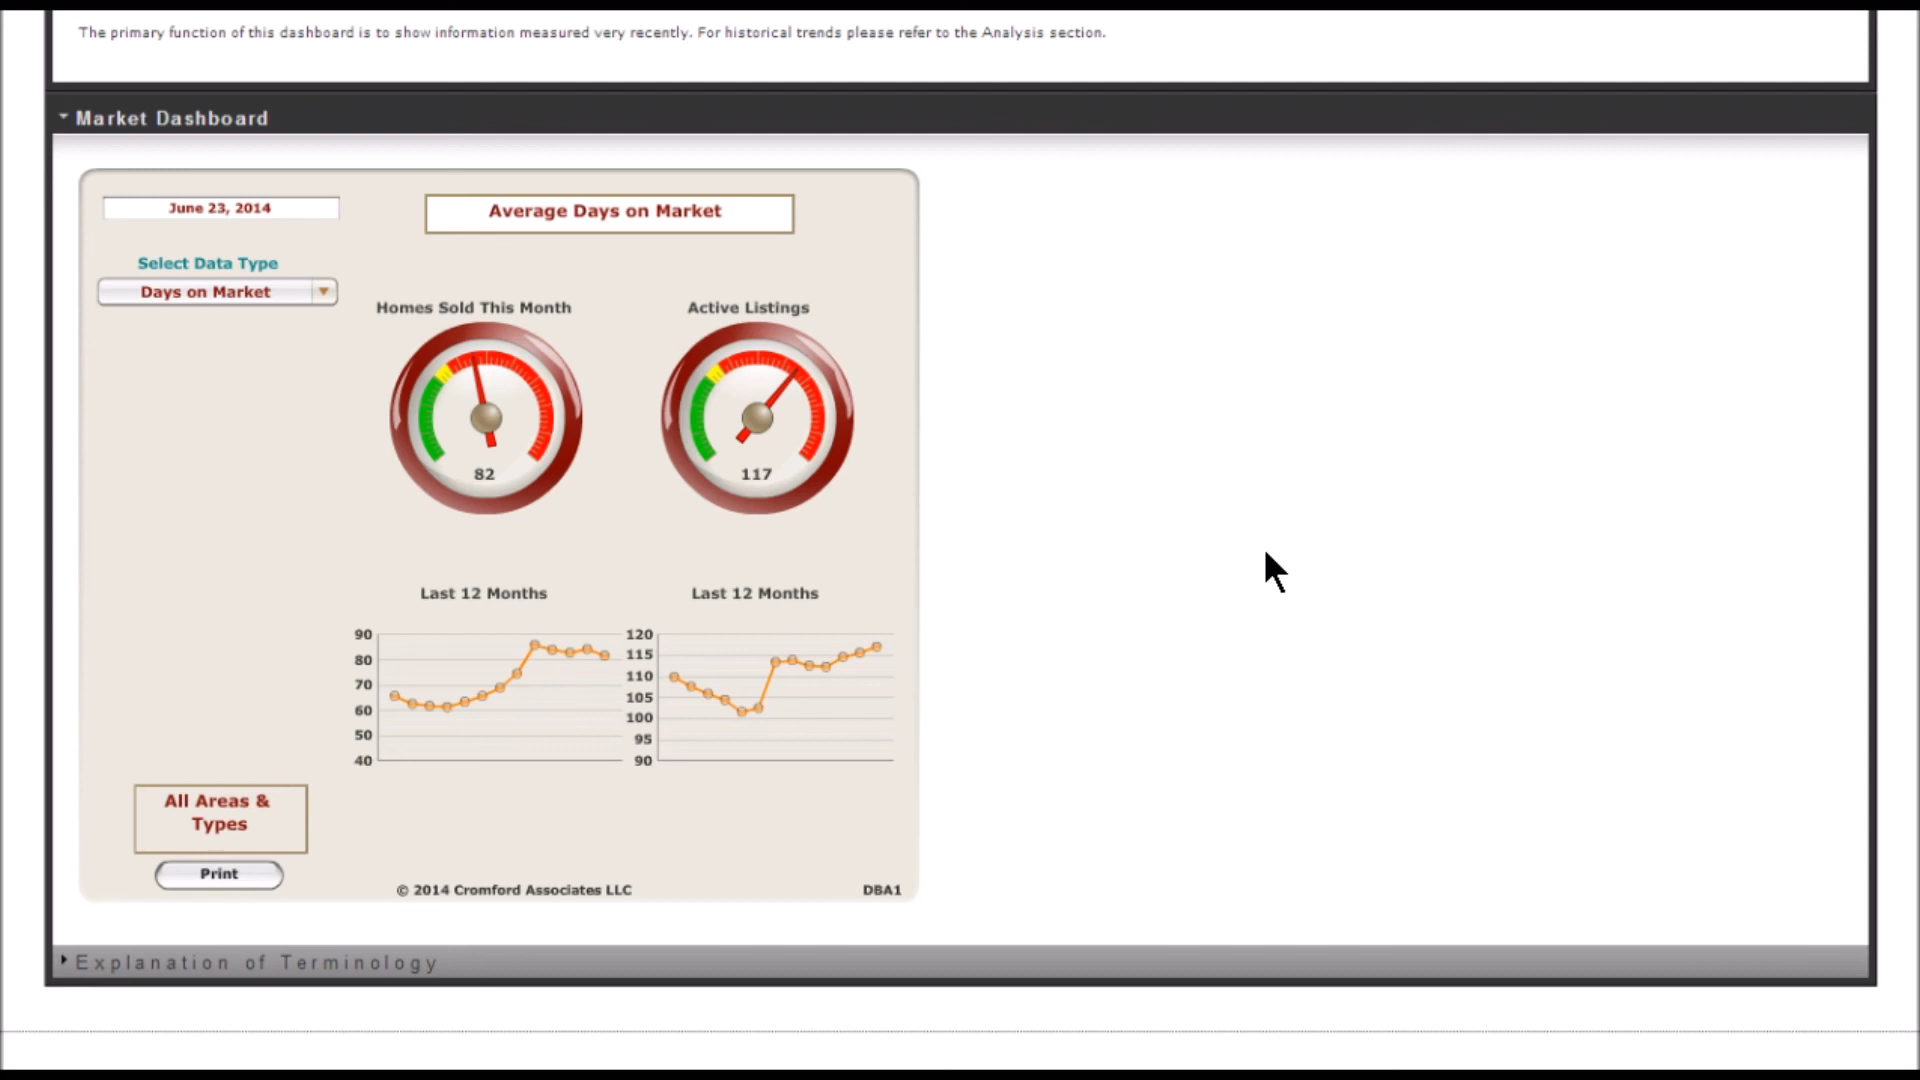 The primary function of this dashboard is to show information measured very recently. For historical trends please refer to the Analysis section.
Market Dashboard
June 23, 2014
Average Days on Market
Select Data Type
Days on Market
Homes Sold This Month
Active Listings
82
117
Last 12 Months
Last 12 Months
90
80
70
60
50
40
120
115
110
105
100
95
90
All Areas &
Types
Print
© 2014 Cromford Associates LLC
DBA1
Explanation of Terminology